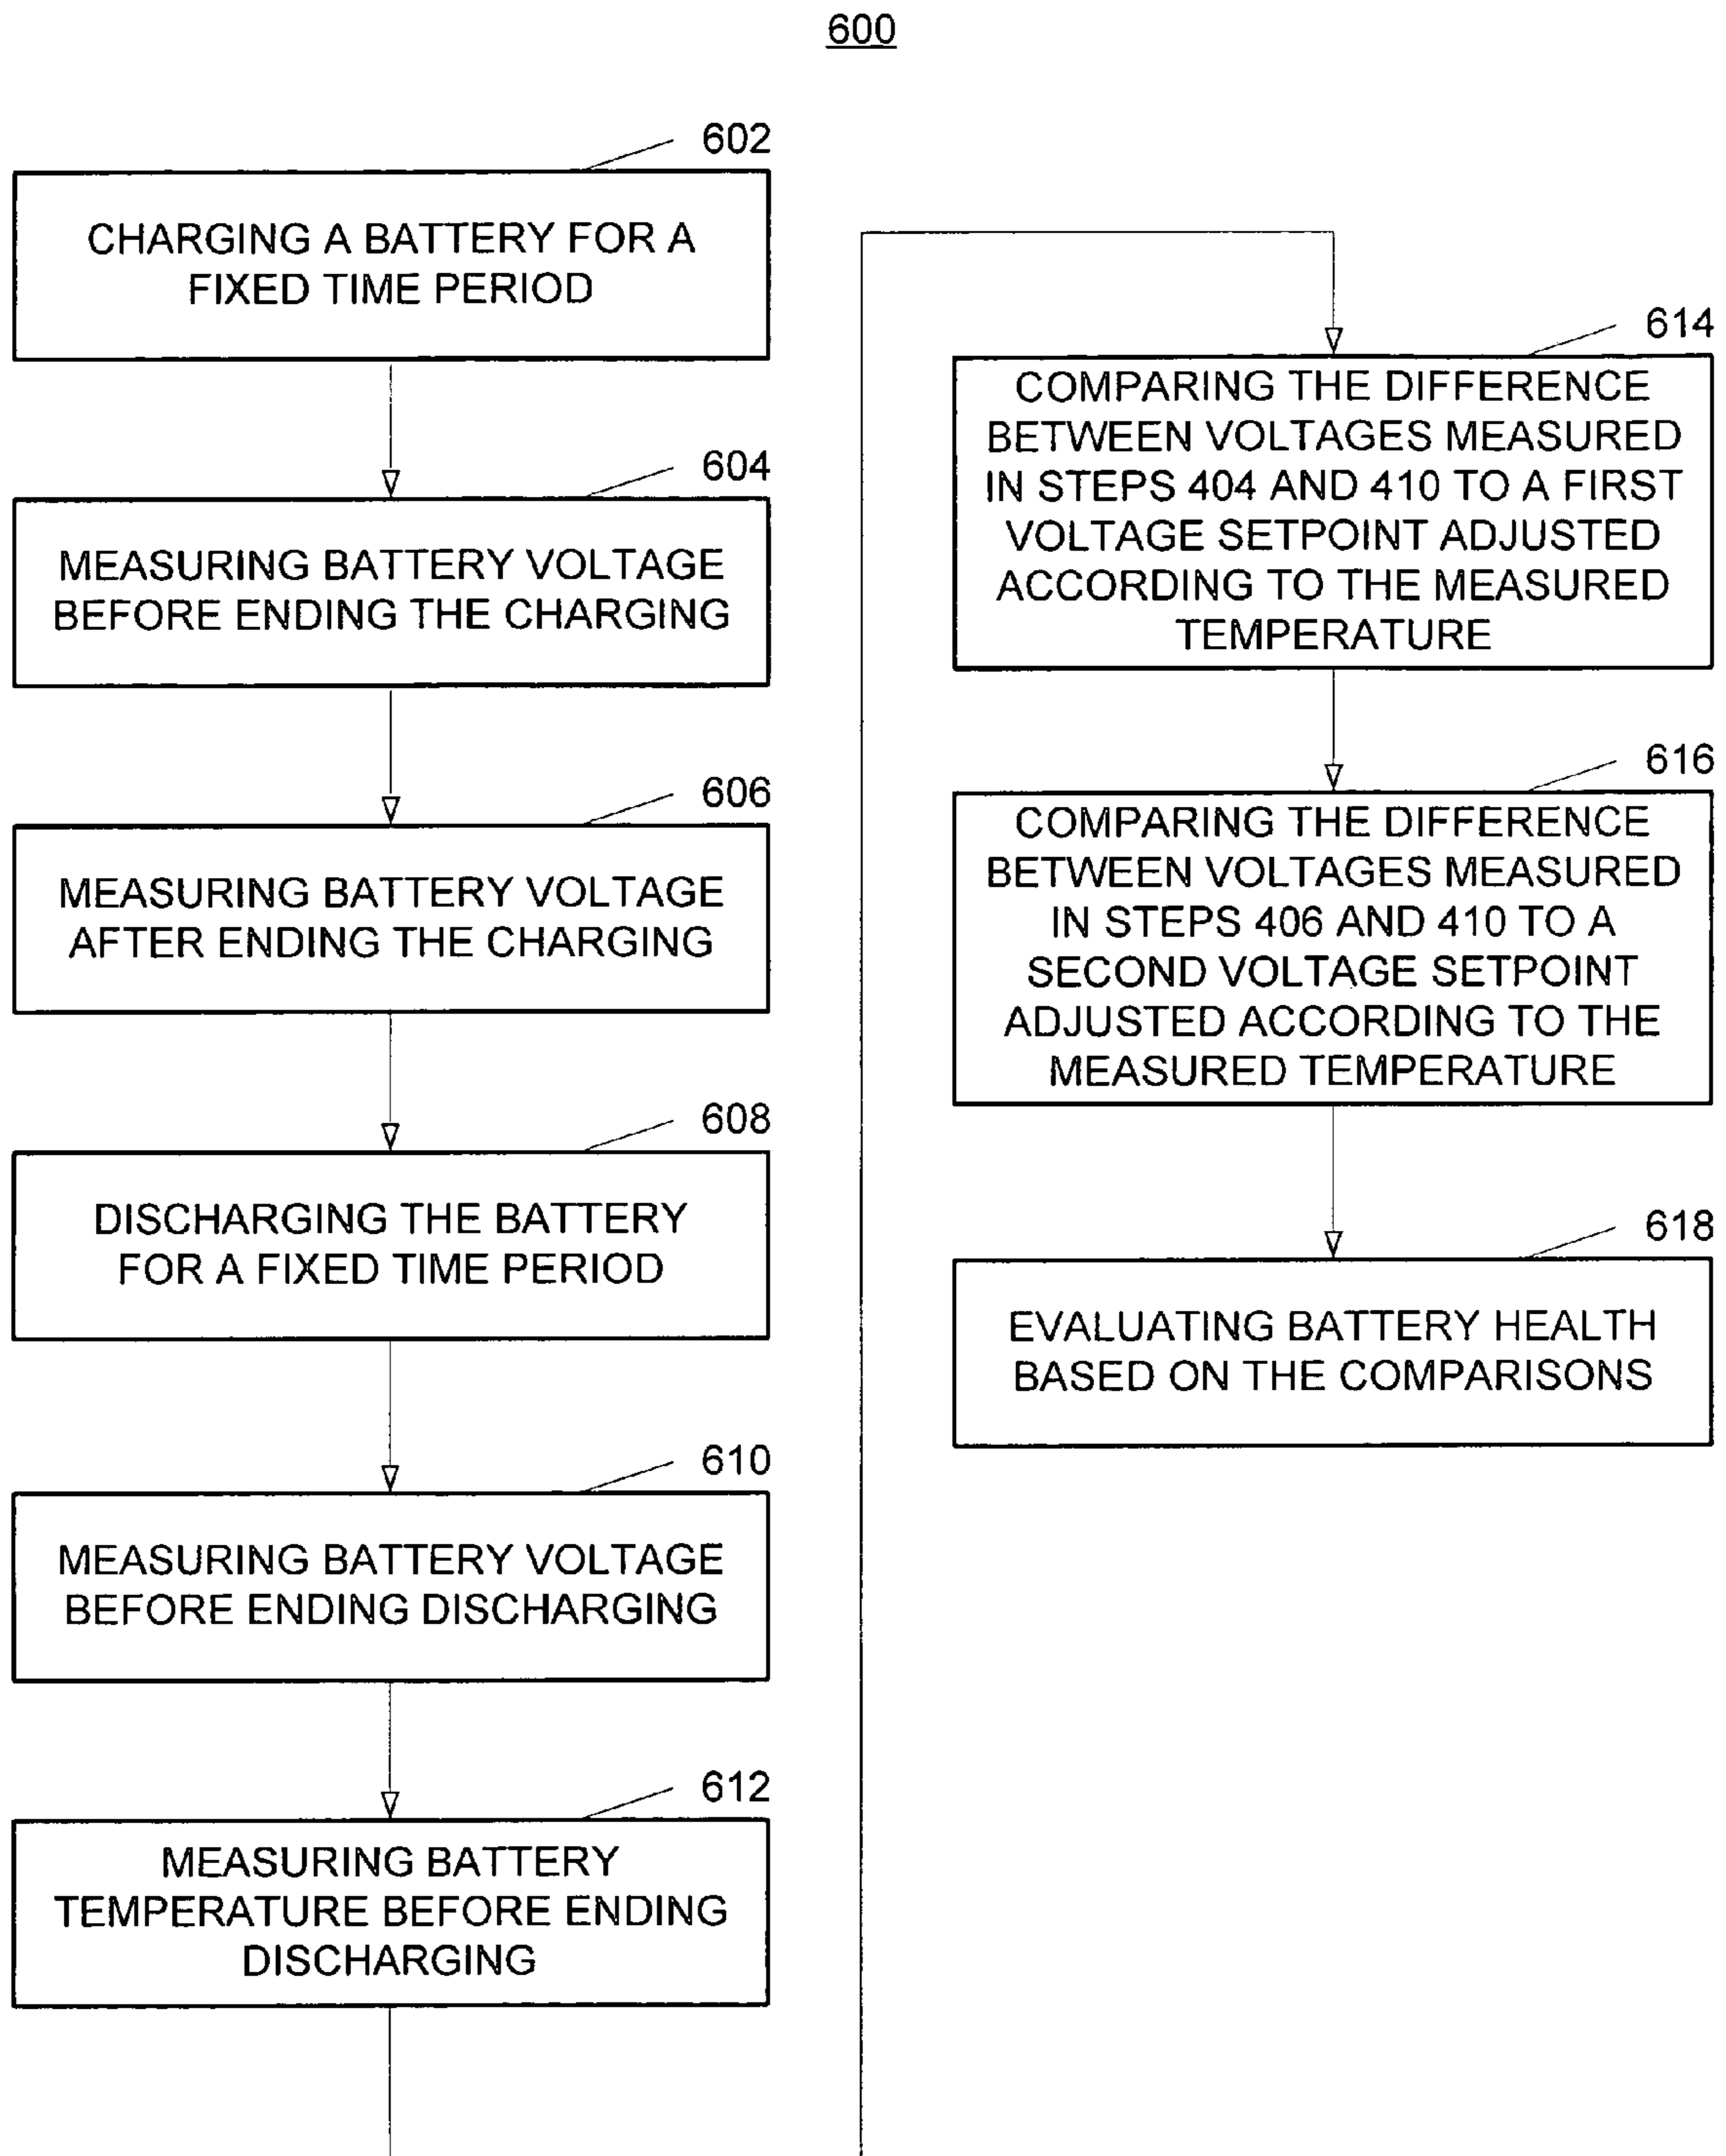 600
602
CHARGING A BATTERY FOR A
FIXED TIME PERIOD
604
MEASURING BATTERY VOLTAGE
BEFORE ENDING THE CHARGING
606
MEASURING BATTERY VOLTAGE
AFTER ENDING THE CHARGING
608
DISCHARGING THE BATTERY
FOR A FIXED TIME PERIOD
610
MEASURING BATTERY VOLTAGE
BEFORE ENDING DISCHARGING
612
MEASURING BATTERY
TEMPERATURE BEFORE ENDING
DISCHARGING
614
COMPARING THE DIFFERENCE
BETWEEN VOLTAGES MEASURED
IN STEPS 404 AND 410 TO A FIRST
VOLTAGE SETPOINT ADJUSTED
ACCORDING TO THE MEASURED
TEMPERATURE
616
COMPARING THE DIFFERENCE
BETWEEN VOLTAGES MEASURED
IN STEPS 406 AND 410 TO A
SECOND VOLTAGE SETPOINT
ADJUSTED ACCORDING TO THE
MEASURED TEMPERATURE
618
EVALUATING BATTERY HEALTH
BASED ON THE COMPARISONS